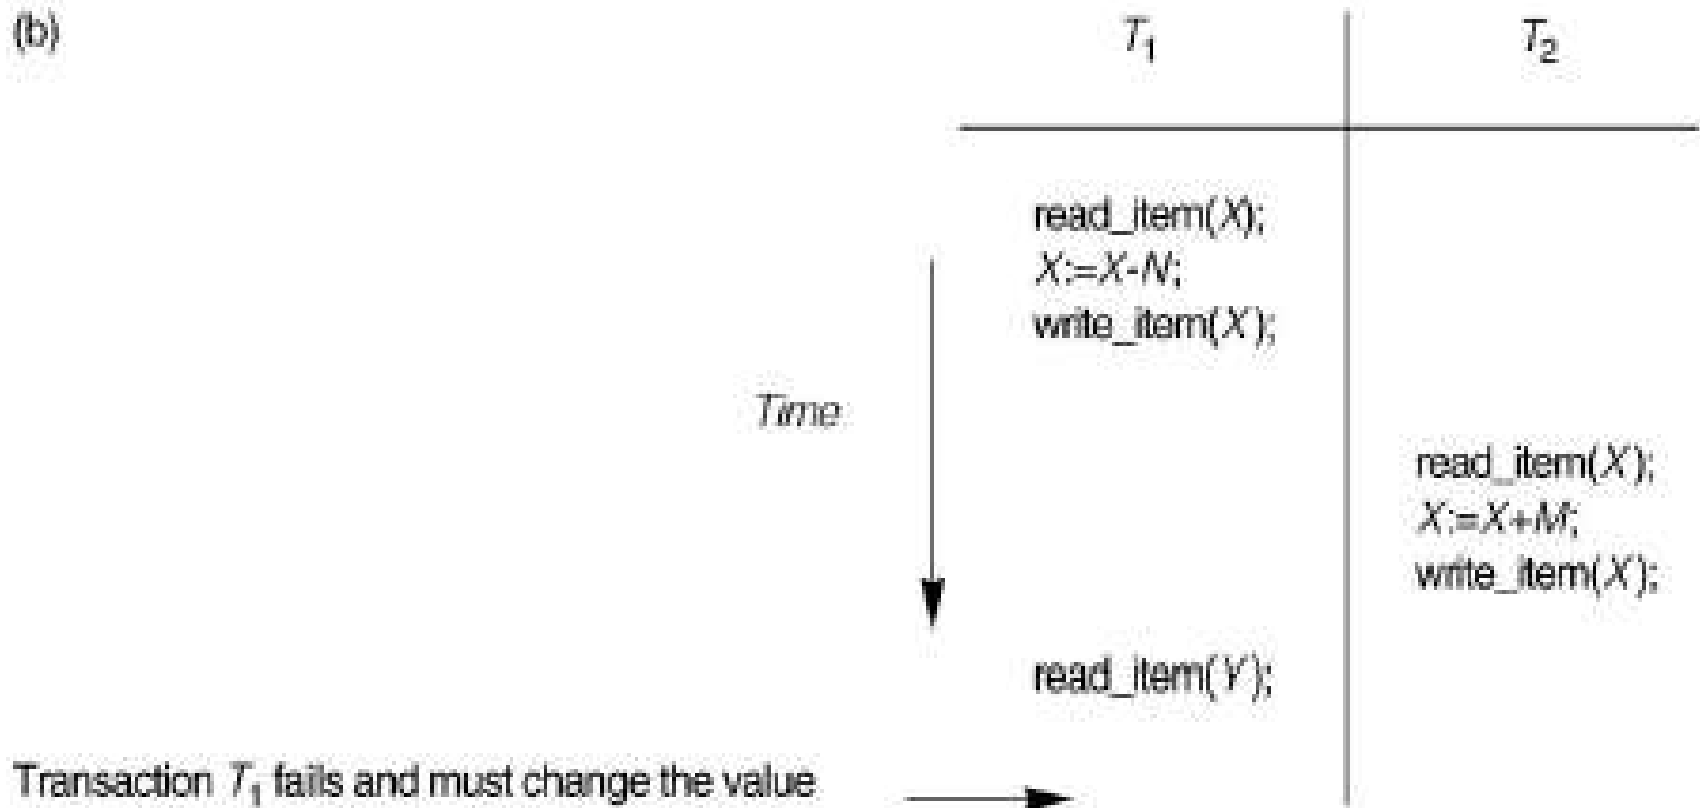 (b)
T₁ T₂
read_item(X);
X:=X-N;
write_item(X);
Time
read_item(X);
X:=X+M;
write_item(X);
read_item(Y);
Transaction T₁ fails and must change the value